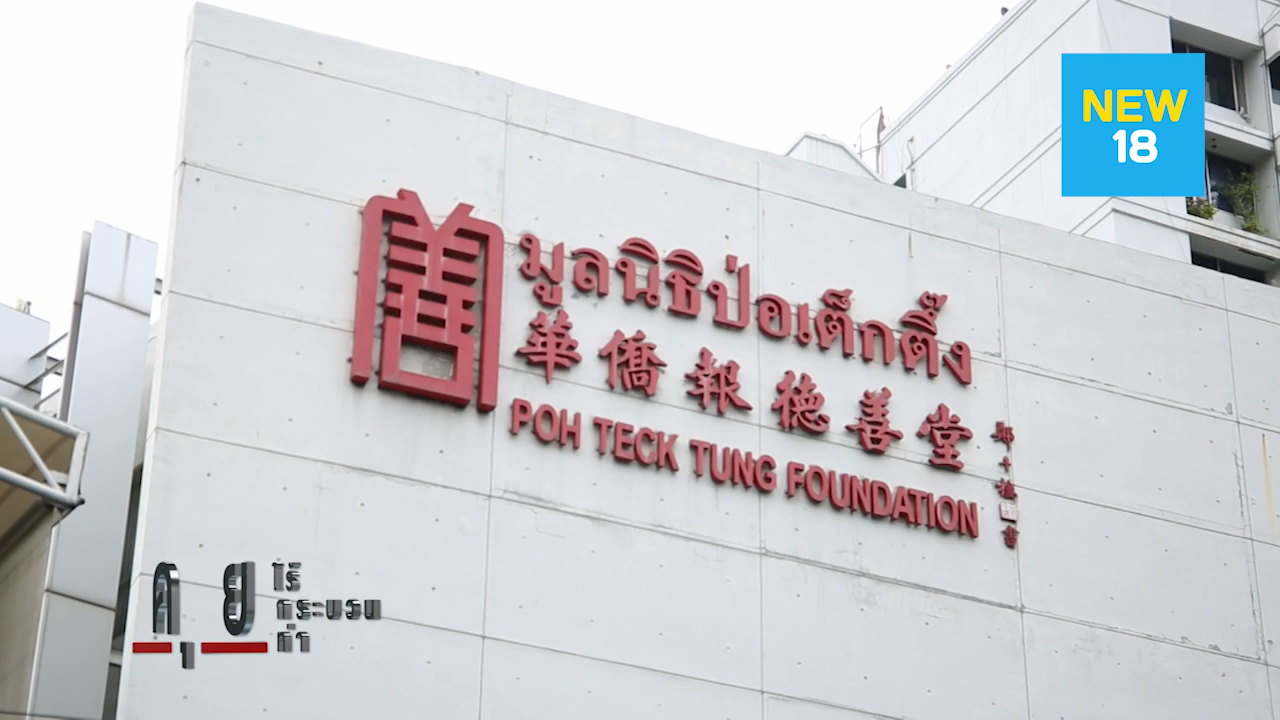 NEW
18
มูลนิธิป่อเต็กตึ๊ง
華僑報德善堂
POH TECK TUNG FOUNDATION
คุย
ไร้
กระบวน
ท่า